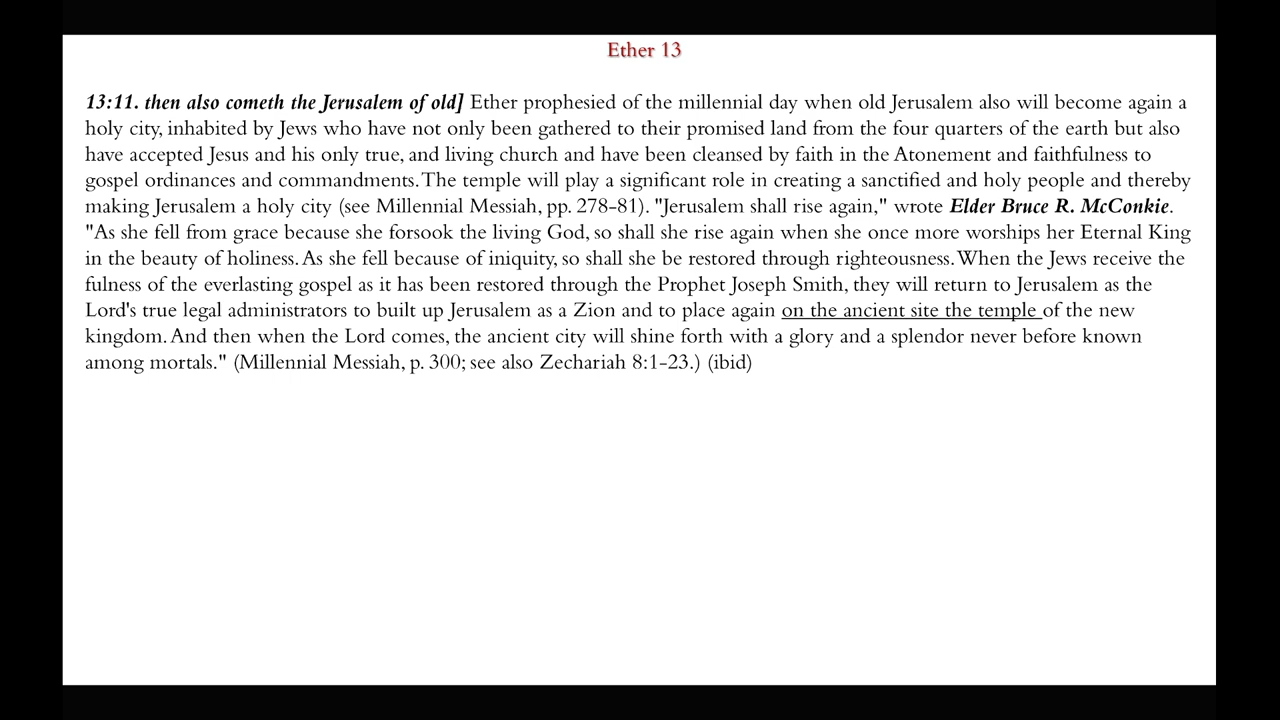 Ether 13
13:11. then also cometh the Jerusalem of old] Ether prophesied of the millennial day when old Jerusalem also will become again a
holy city, inhabited by Jews who have not only been gathered to their promised land from the four quarters of the earth but also
have accepted Jesus and his only true, and living church and have been cleansed by faith in the Atonement and faithfulness to
gospel ordinances and commandments. The temple will play a significant role in creating a sanctified and holy people and thereby
making Jerusalem a holy city (see Millennial Messiah, pp. 278-81). "Jerusalem shall rise again," wrote Elder Bruce R. McConkie.
"As she fell from grace because she forsook the living God, so shall she rise again when she once more worships her Eternal King
in the beauty of holiness. As she fell because of iniquity, so shall she be restored through righteousness. When the Jews receive the
fulness of the everlasting gospel as it has been restored through the Prophet Joseph Smith, they will return to Jerusalem as the
Lord's true legal administrators to built up Jerusalem as a Zion and to place again on the ancient site the temple of the new
kingdom. And then when the Lord comes, the ancient city will shine forth with a glory and a splendor never before known
among mortals." (Millennial Messiah, p. 300; see also Zechariah 8:1-23.) (ibid)